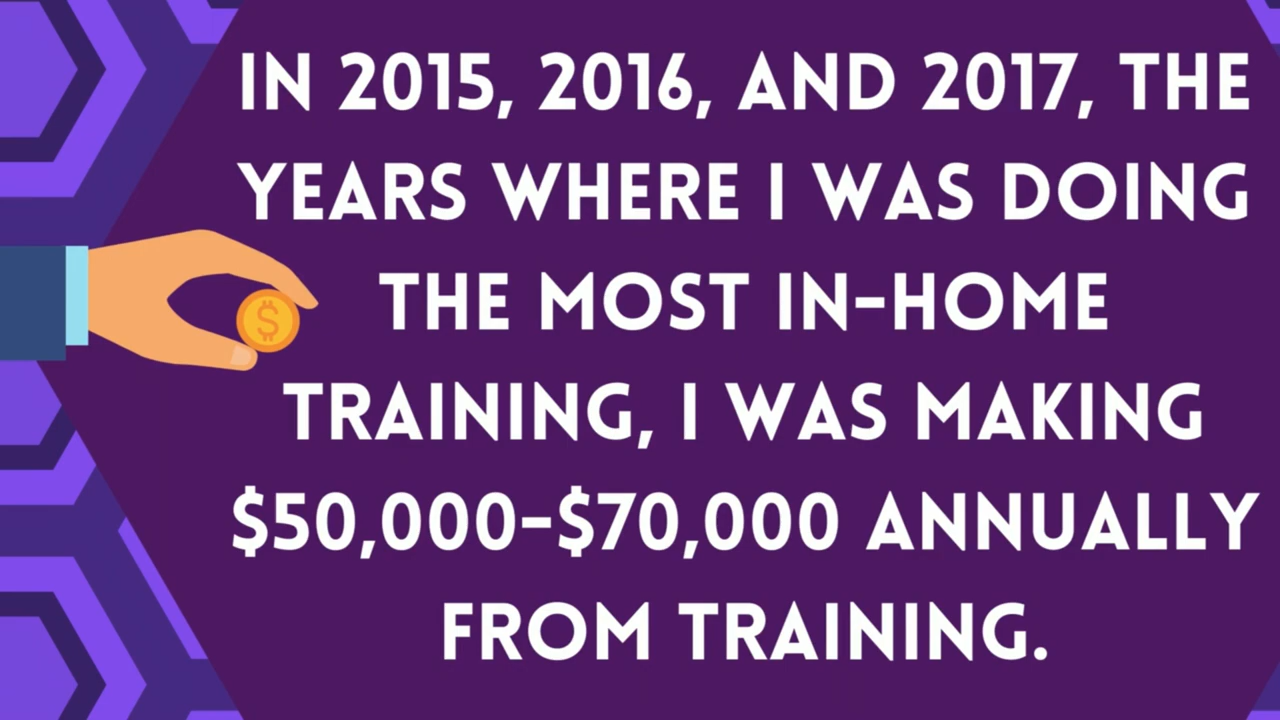 IN 2015, 2016, AND 2017, THE
YEARS WHERE I WAS DOING
THE MOST IN-HOME
TRAINING, I WAS MAKING
$50,000-$70,000 ANNUALLY
FROM TRAINING.
$